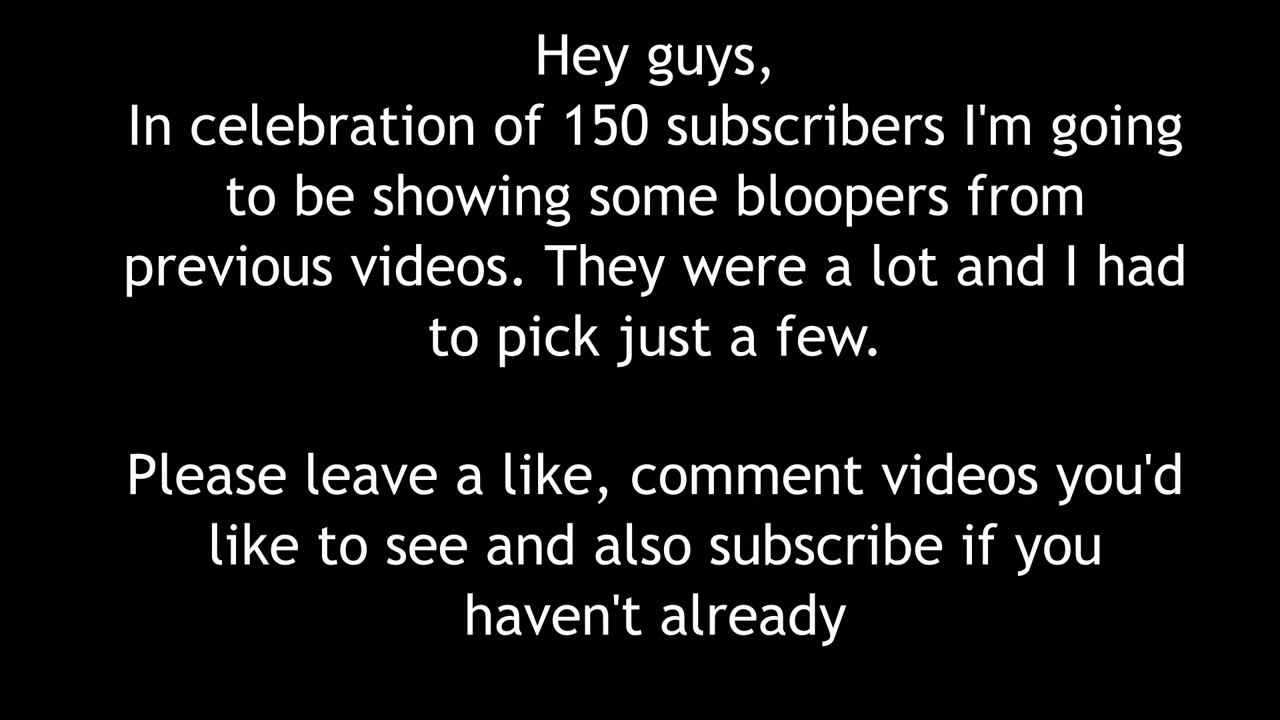 Hey guys,
In celebration of 150 subscribers I'm going
to be showing some bloopers from
previous videos. They were a lot and I had
to pick just a few.
Please leave a like, comment videos you'd
like to see and also subscribe if you
haven't already